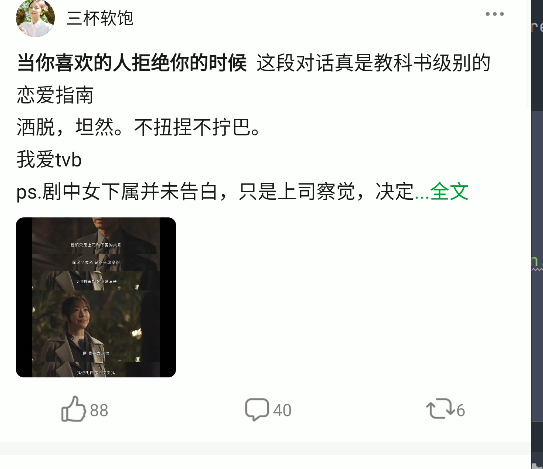 三杯软饱
当你喜欢的人拒绝你的时候 这段对话真是教科书级别的
恋爱指南
洒脱，坦然。不扭捏不拧巴。
我爱tvb
ps.剧中女下属并未告白，只是上司察觉，决定...全文
88
40
6